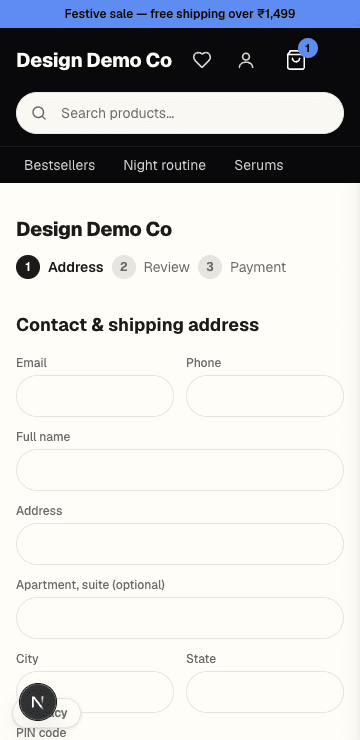 Festive sale — free shipping over ₹1,499
Design Demo Co
1
Search products...
Bestsellers Night routine Serums
Design Demo Co
1 Address 2 Review 3 Payment
Contact & shipping address
Email Phone
Full name
Address
Apartment, suite (optional)
City State
N
PIN code